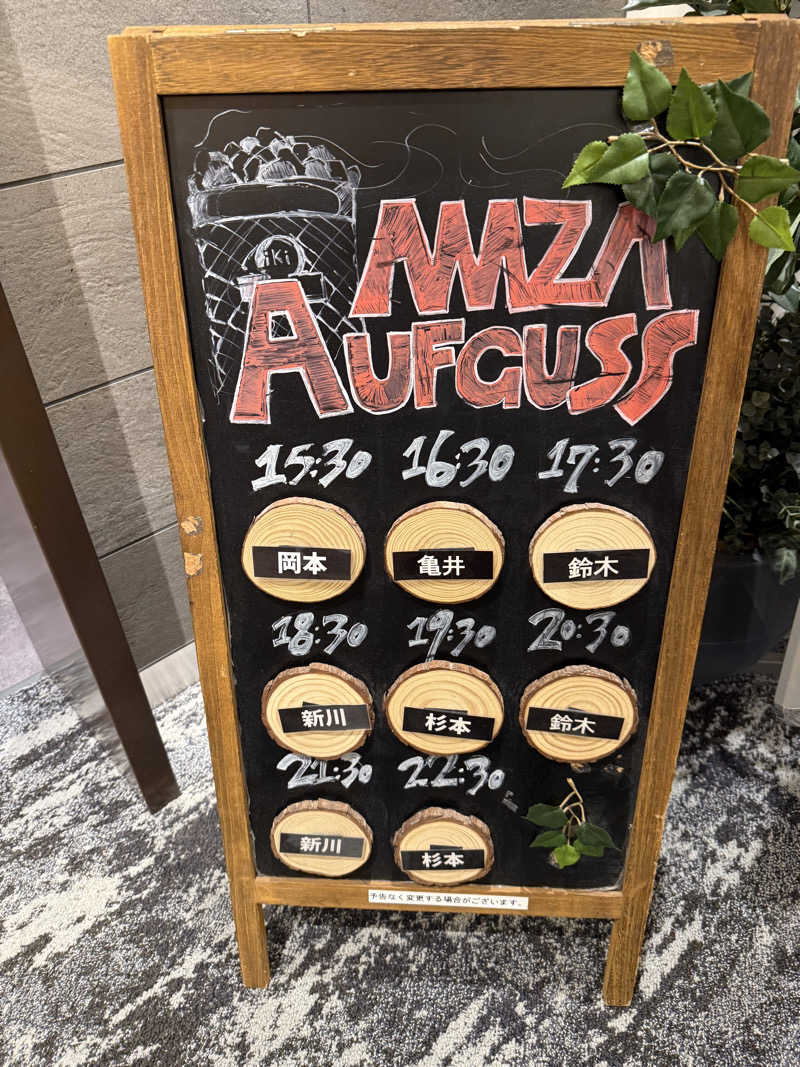 iKi
AMZA
AUFGUSS
15:30 16:30 17:30
岡本 亀井 鈴木
18:30 19:30 20:30
新川 杉本 鈴木
21:30 22:30
新川 杉本
予告なく変更する場合がございます。